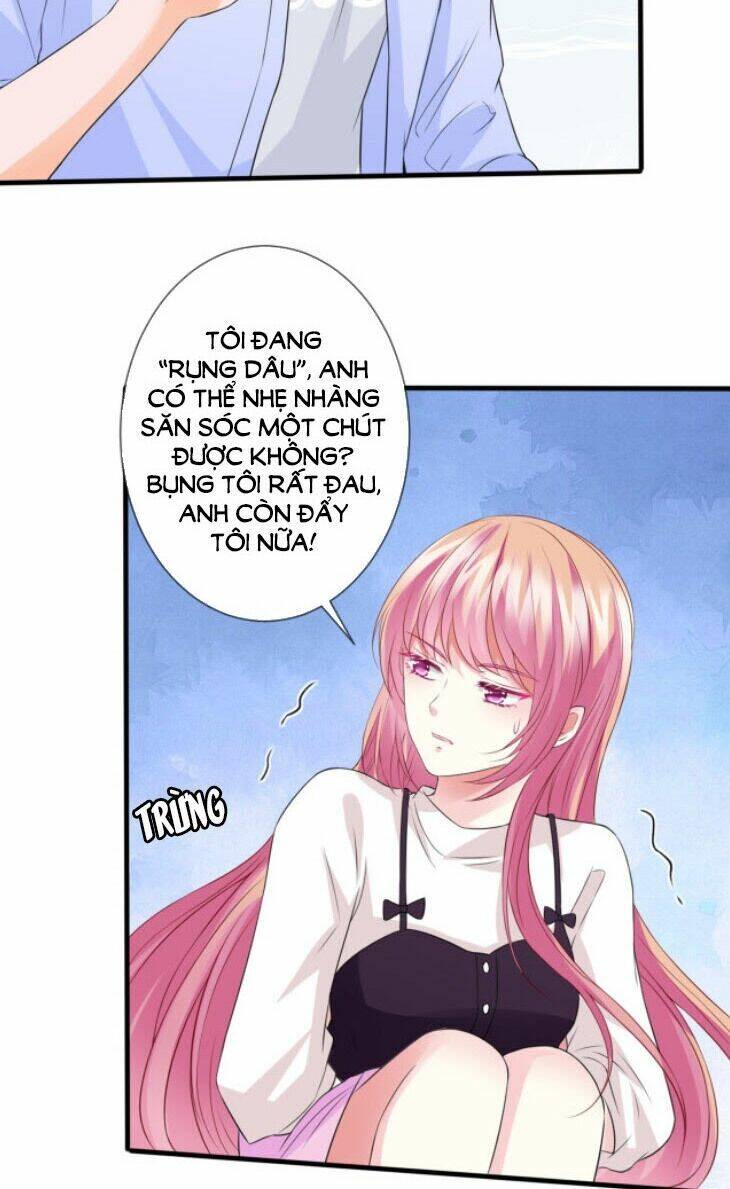 TÔI ĐANG
"RỤNG DÂU", ANH
CÓ THỂ NHẸ NHÀNG
SĂN SÓC MỘT CHÚT
ĐƯỢC KHÔNG?
BỤNG TÔI RẤT ĐAU,
ANH CÒN ĐẨY
TÔI NỮA!
TRỪNG